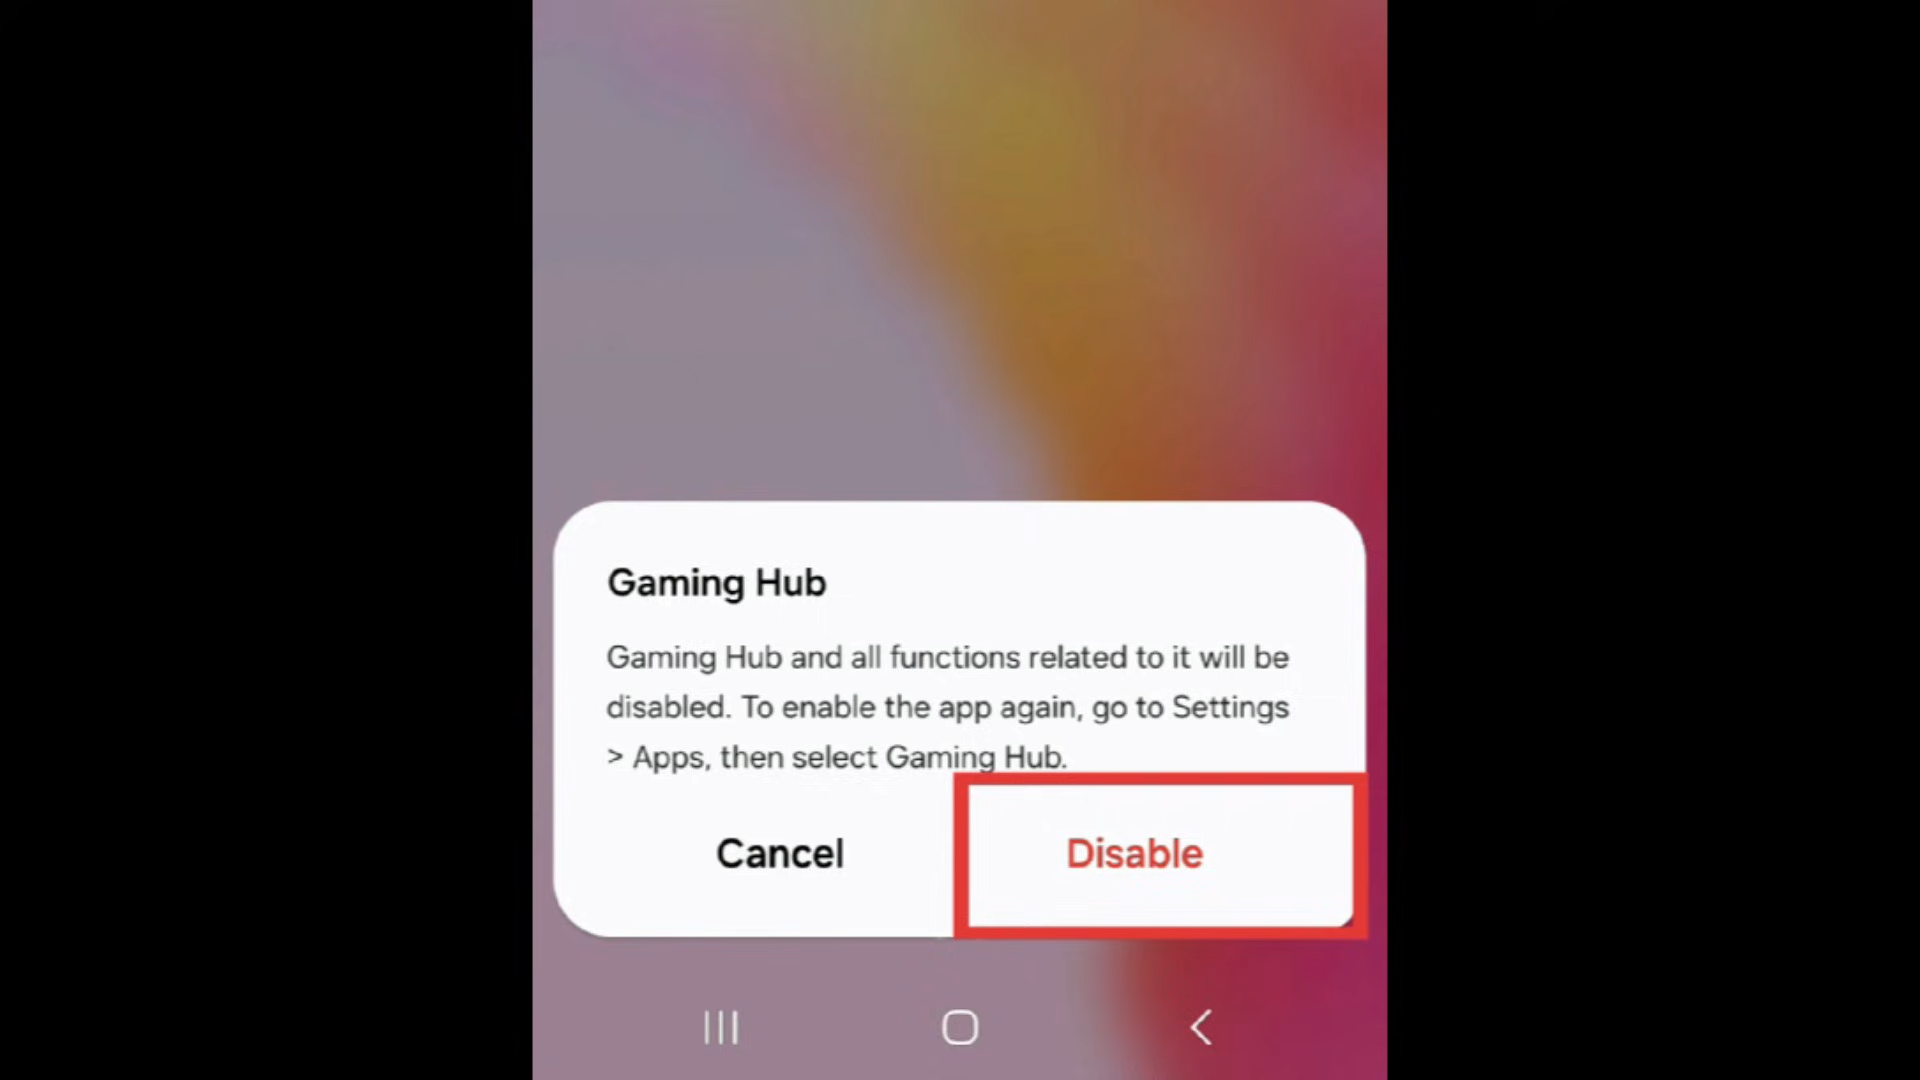 Gaming Hub
Gaming Hub and all functions related to it will be
disabled. To enable the app again, go to Settings
> Apps, then select Gaming Hub.
Cancel
Disable